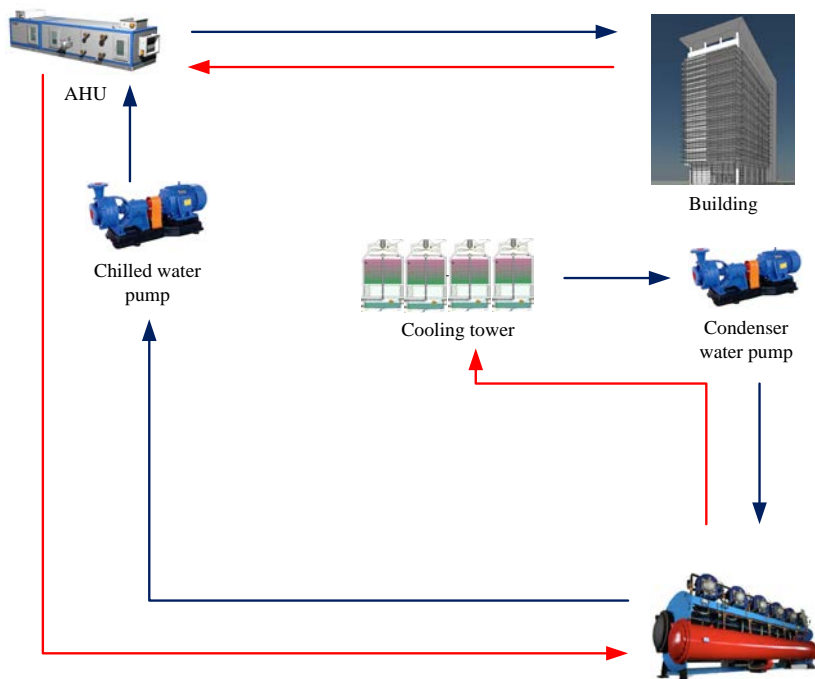 AHU
Building
Chilled water
pump
Cooling tower
Condenser
water pump